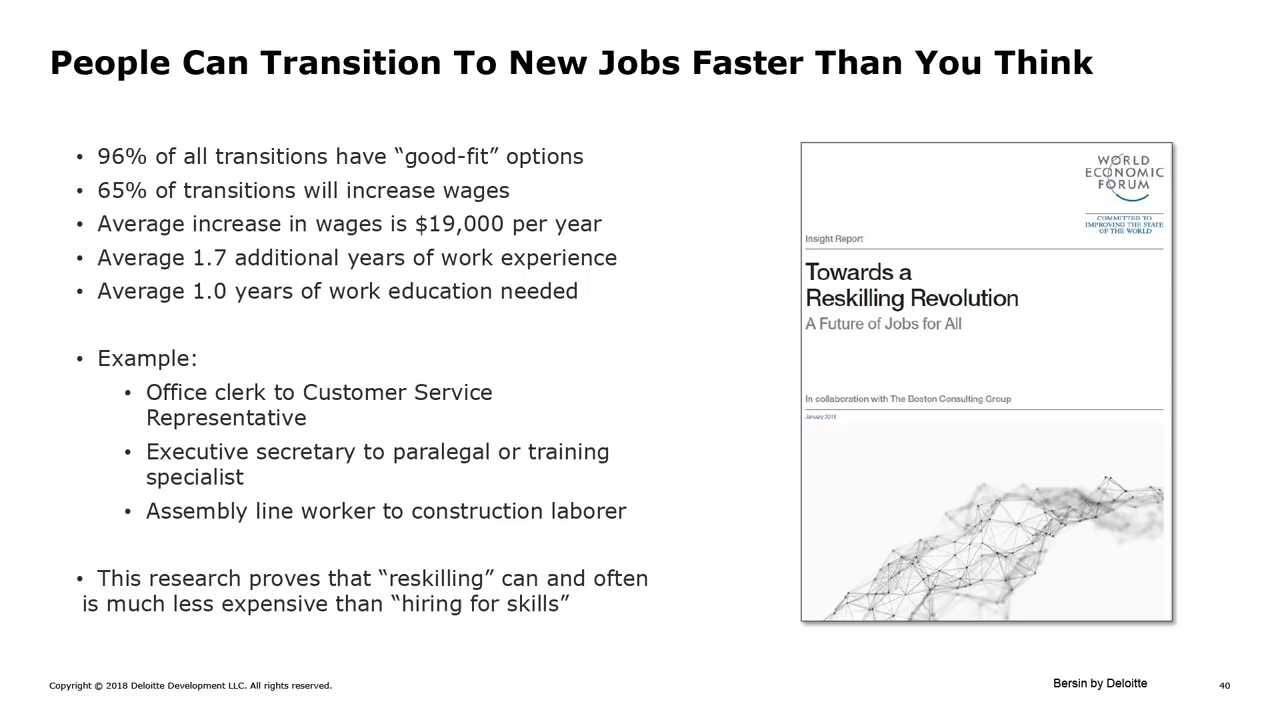 People Can Transition To New Jobs Faster Than You Think
• 96% of all transitions have “good-fit” options
• 65% of transitions will increase wages
• Average increase in wages is $19,000 per year
• Average 1.7 additional years of work experience
• Average 1.0 years of work education needed
• Example:
• Office clerk to Customer Service
Representative
• Executive secretary to paralegal or training
specialist
• Assembly line worker to construction laborer
• This research proves that “reskilling” can and often
is much less expensive than “hiring for skills”
WORLD
ECONOMIC
FORUM
COMMITTED TO
IMPROVING THE STATE
OF THE WORLD
Insight Report
Towards a
Reskilling Revolution
A Future of Jobs for All
In collaboration with The Boston Consulting Group
January 2018
Copyright © 2018 Deloitte Development LLC. All rights reserved.
Bersin by Deloitte
40